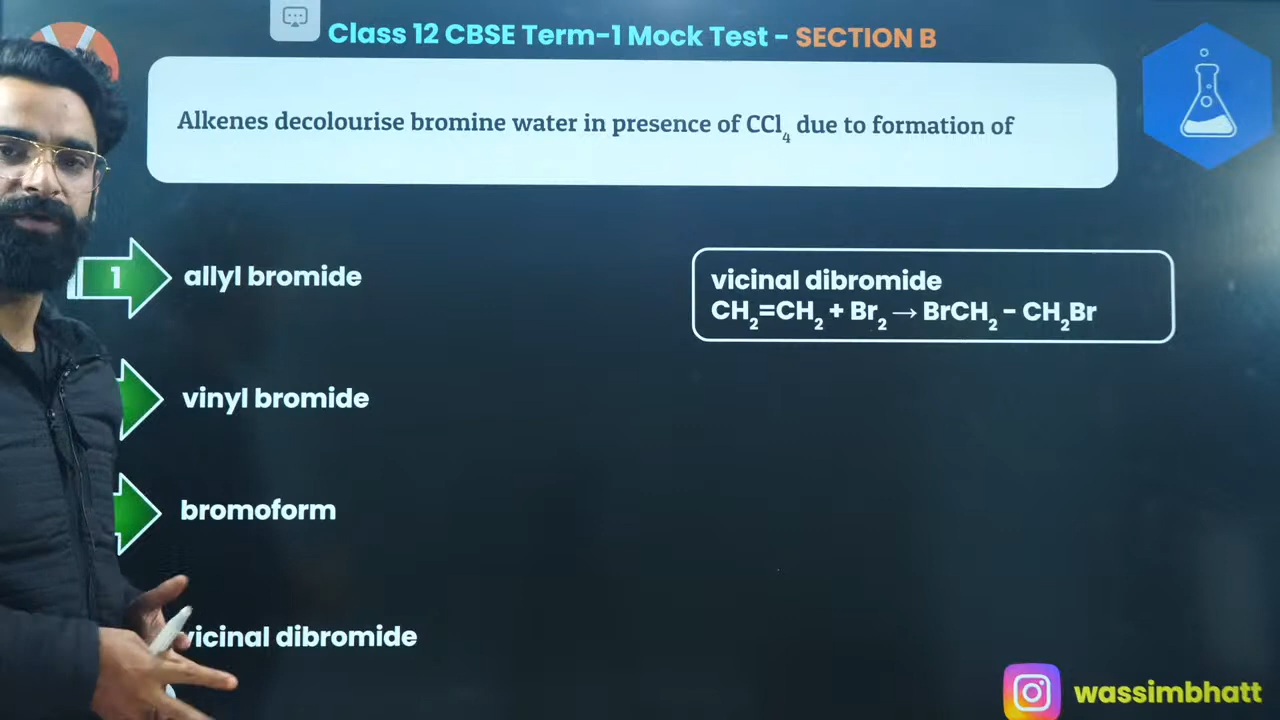 Class 12 CBSE Term-1 Mock Test - SECTION B
Alkenes decolourise bromine water in presence of CCl₄ due to formation of
1 allyl bromide
vicinal dibromide
CH₂=CH₂ + Br₂ → BrCH₂ - CH₂Br
vinyl bromide
bromoform
vicinal dibromide
wassimbhatt